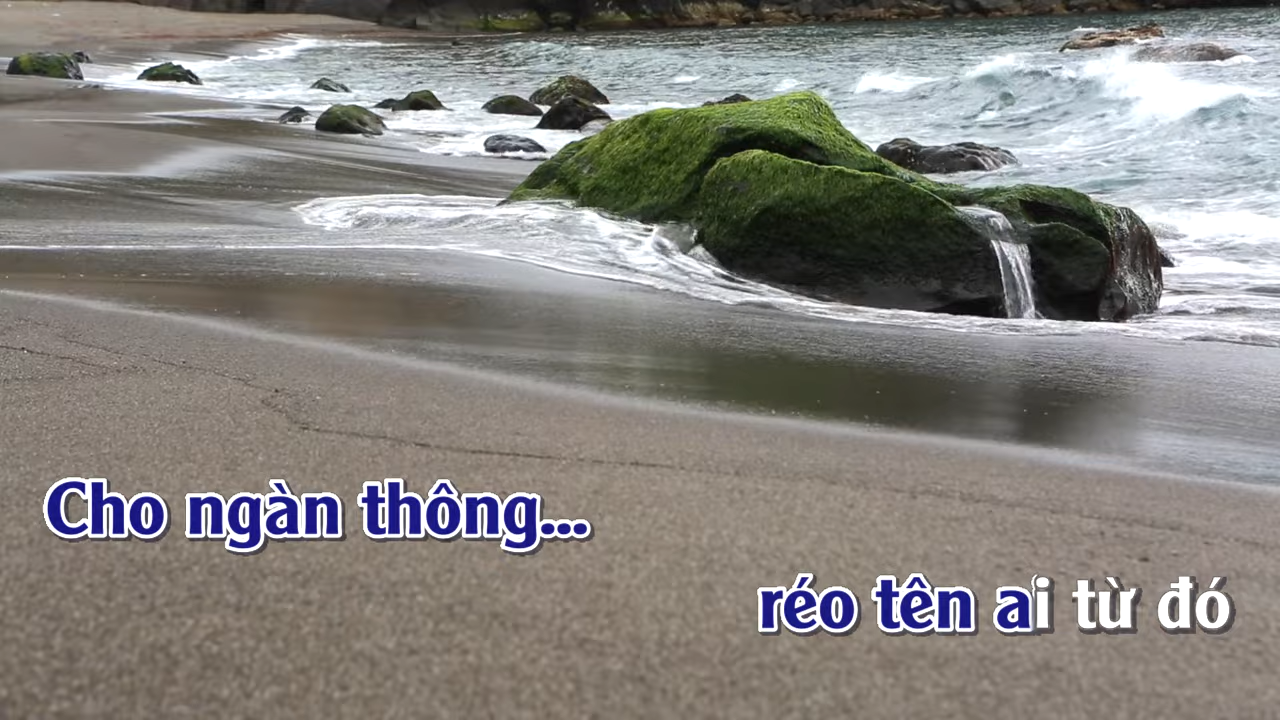 Cho ngàn thông...
réo tên ai từ đó